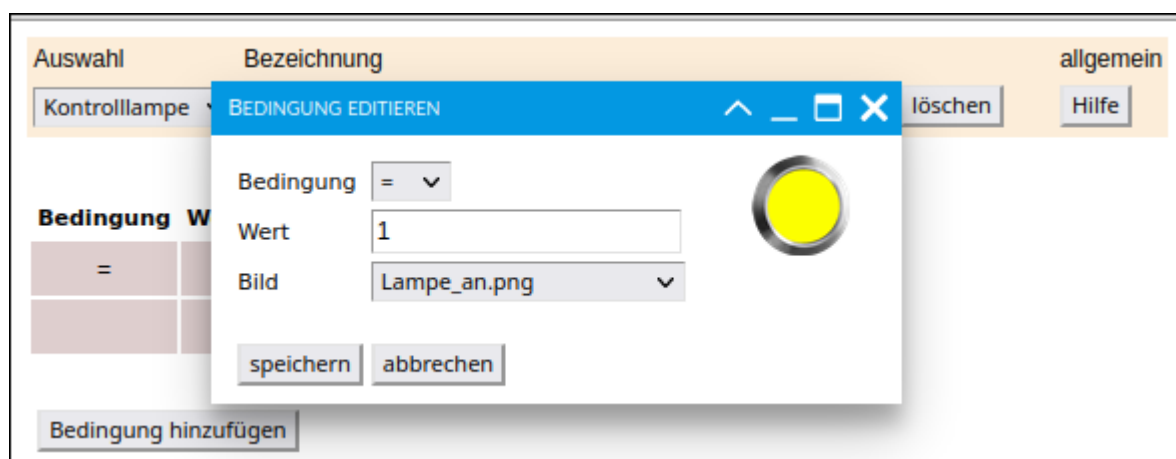 Auswahl Bezeichnung allgemein
Kontrolllampe löschen Hilfe
BEDINGUNG EDITIEREN
Bedingung =
Wert 1
Bild Lampe_an.png
speichern abbrechen
Bedingung W
=
Bedingung hinzufügen